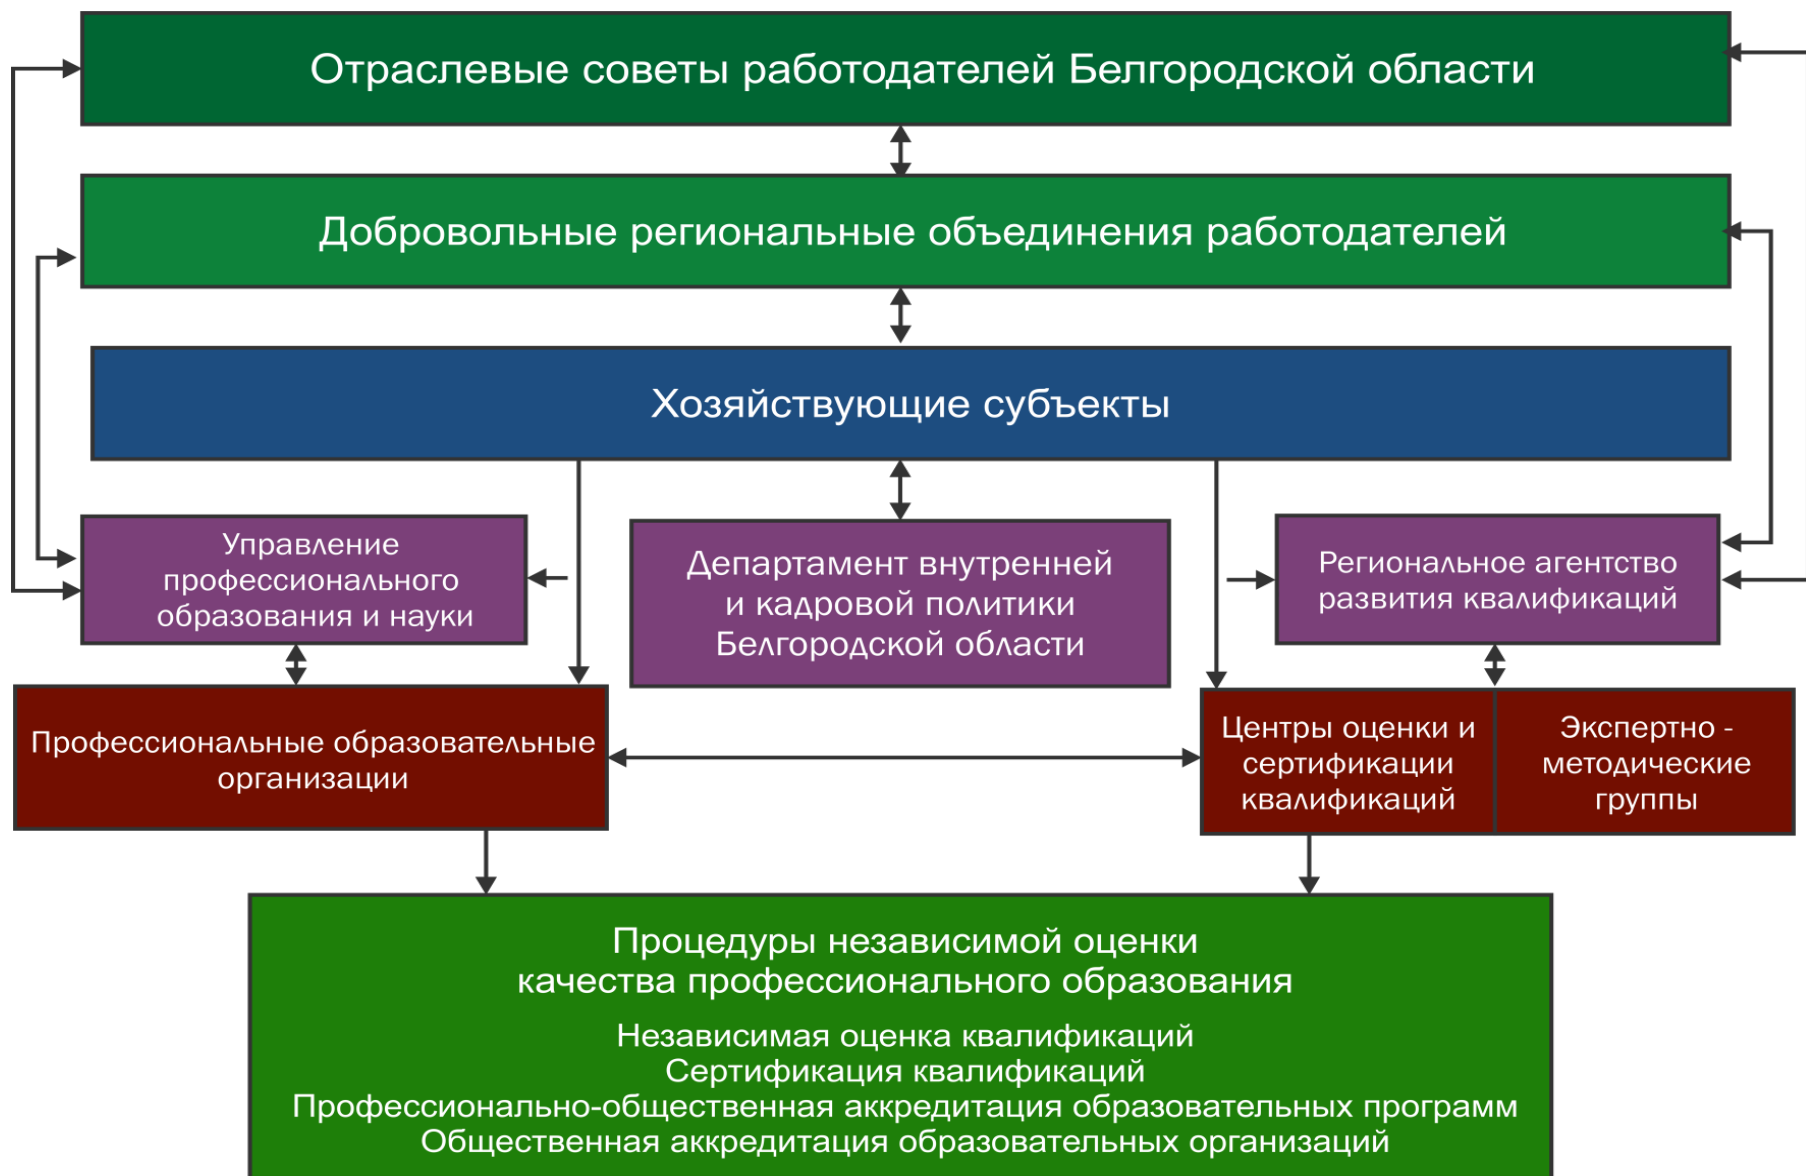 Отраслевые советы работодателей Белгородской области
Добровольные региональные объединения работодателей
Хозяйствующие субъекты
Управление
профессионального
образования и науки
Департамент внутренней
и кадровой политики
Белгородской области
Региональное агентство
развития квалификаций
Профессиональные образовательные
организации
Центры оценки и
сертификации
квалификаций
Экспертно -
методические
группы
Процедуры независимой оценки
качества профессионального образования
Независимая оценка квалификаций
Сертификация квалификаций
Профессионально-общественная аккредитация образовательных программ
Общественная аккредитация образовательных организаций